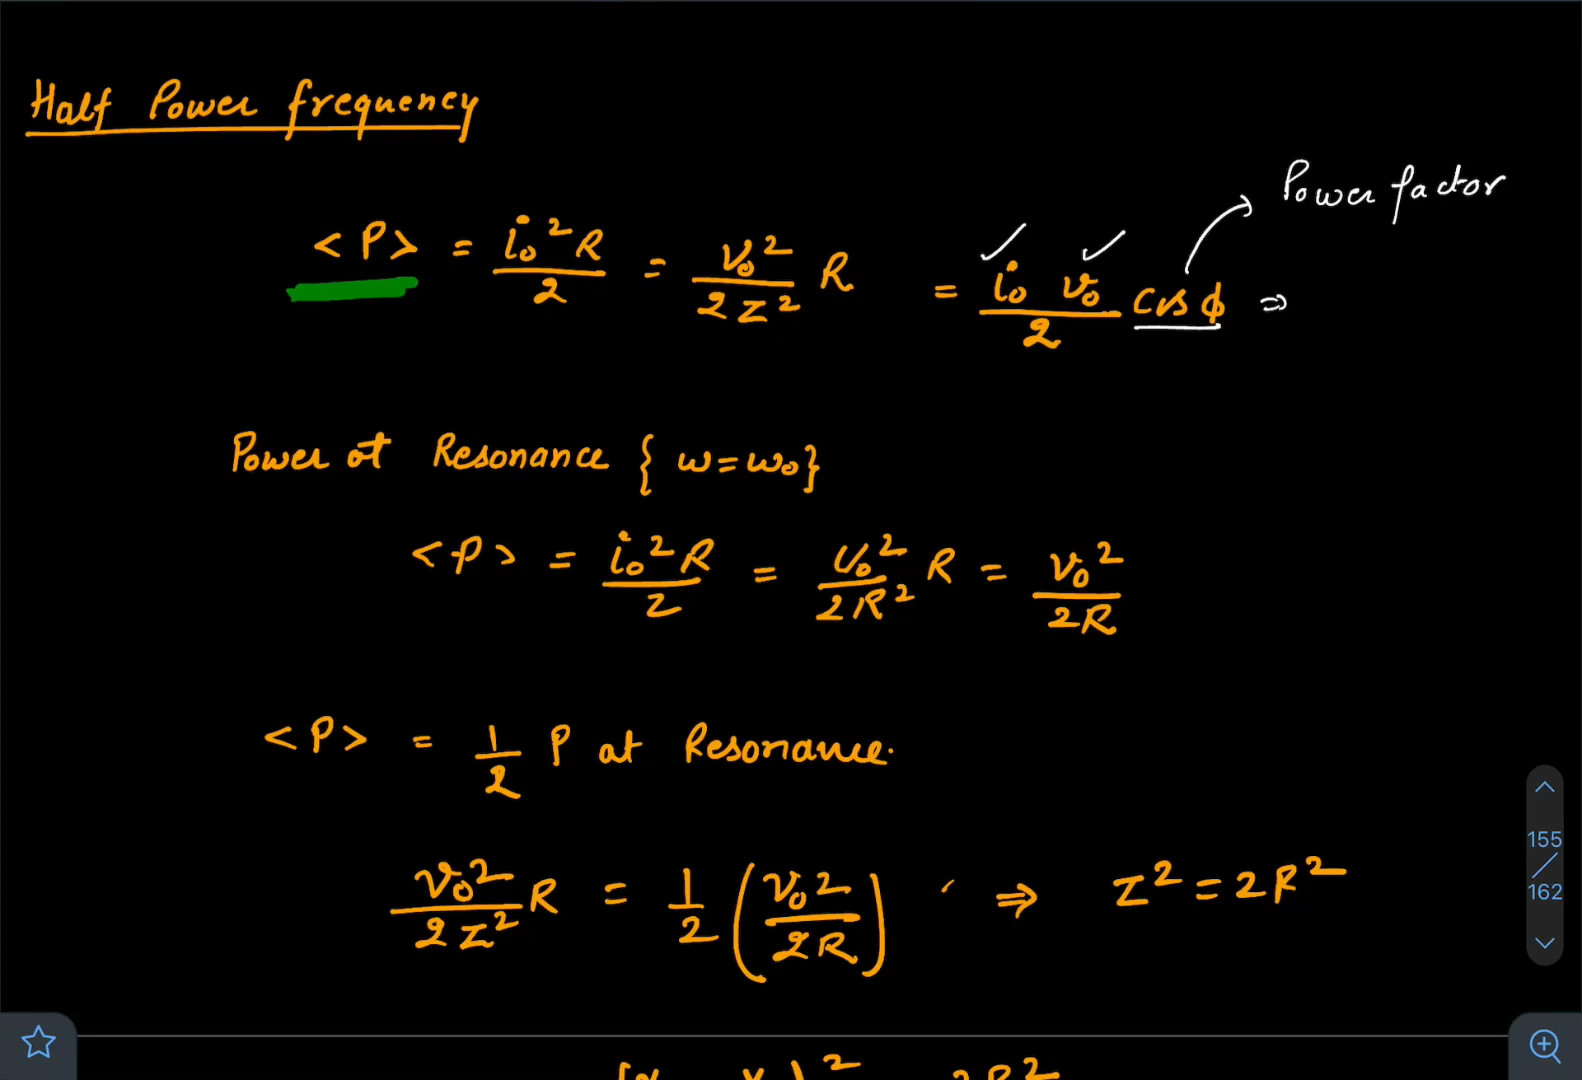 Half Power frequency
Power factor
<P> = i₀²R/2 = v₀²/2z² R = i₀ v₀/2 cos ϕ ⇒
Power at Resonance { ω=ω₀}
<P> = i₀²R/2 = v₀²/2R² R = v₀²/2R
<P> = 1/2 P at Resonance.
v₀²/2z² R = 1/2 (v₀²/2R) ⇒ z² = 2R²
155
162